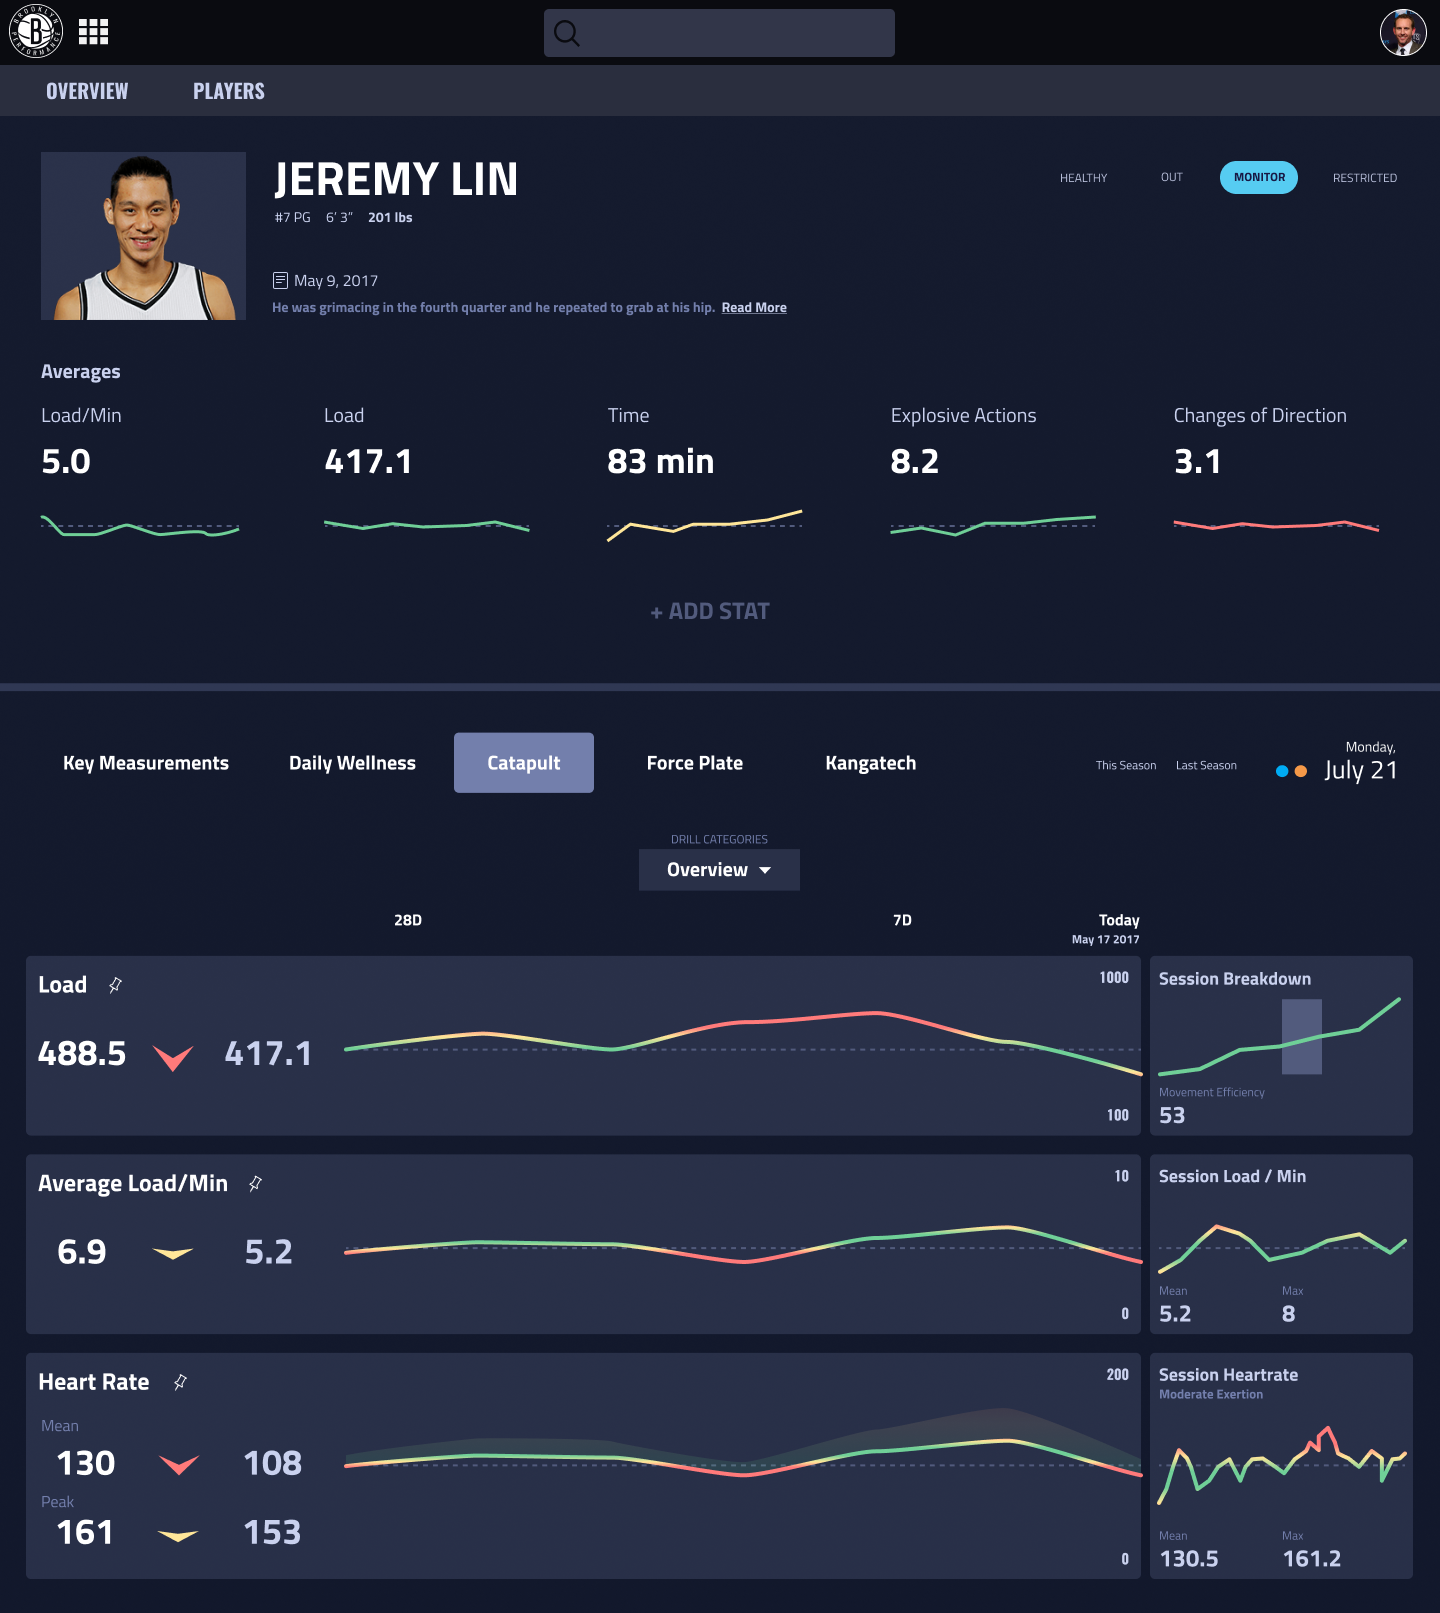 BROOKLYN
B
PERFORMANCE
OVERVIEW
PLAYERS
JEREMY LIN
HEALTHY
OUT
MONITOR
RESTRICTED
#7 PG 6' 3" 201 lbs
May 9, 2017
He was grimacing in the fourth quarter and he repeated to grab at his hip. Read More
Averages
Load/Min
5.0
Load
417.1
Time
83 min
Explosive Actions
8.2
Changes of Direction
3.1
+ ADD STAT
Key Measurements
Daily Wellness
Catapult
Force Plate
Kangatech
This Season
Last Season
Monday,
July 21
DRILL CATEGORIES
Overview
28D
7D
Today
May 17 2017
Load
488.5
417.1
1000
100
Session Breakdown
Movement Efficiency
53
Average Load/Min
6.9
5.2
10
0
Session Load / Min
Mean
5.2
Max
8
Heart Rate
Mean
130
108
Peak
161
153
200
0
Session Heartrate
Moderate Exertion
Mean
130.5
Max
161.2